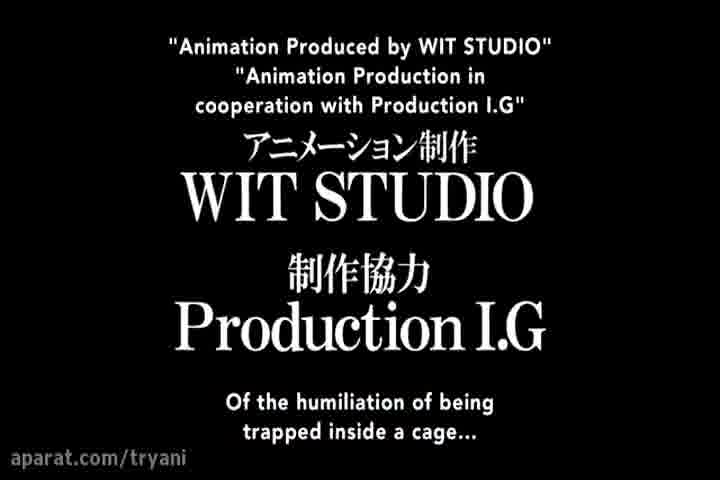 "Animation Produced by WIT STUDIO"
"Animation Production in
cooperation with Production I.G"
アニメーション制作
WIT STUDIO
制作協力
Production I.G
Of the humiliation of being
trapped inside a cage...
aparat.com/tryani